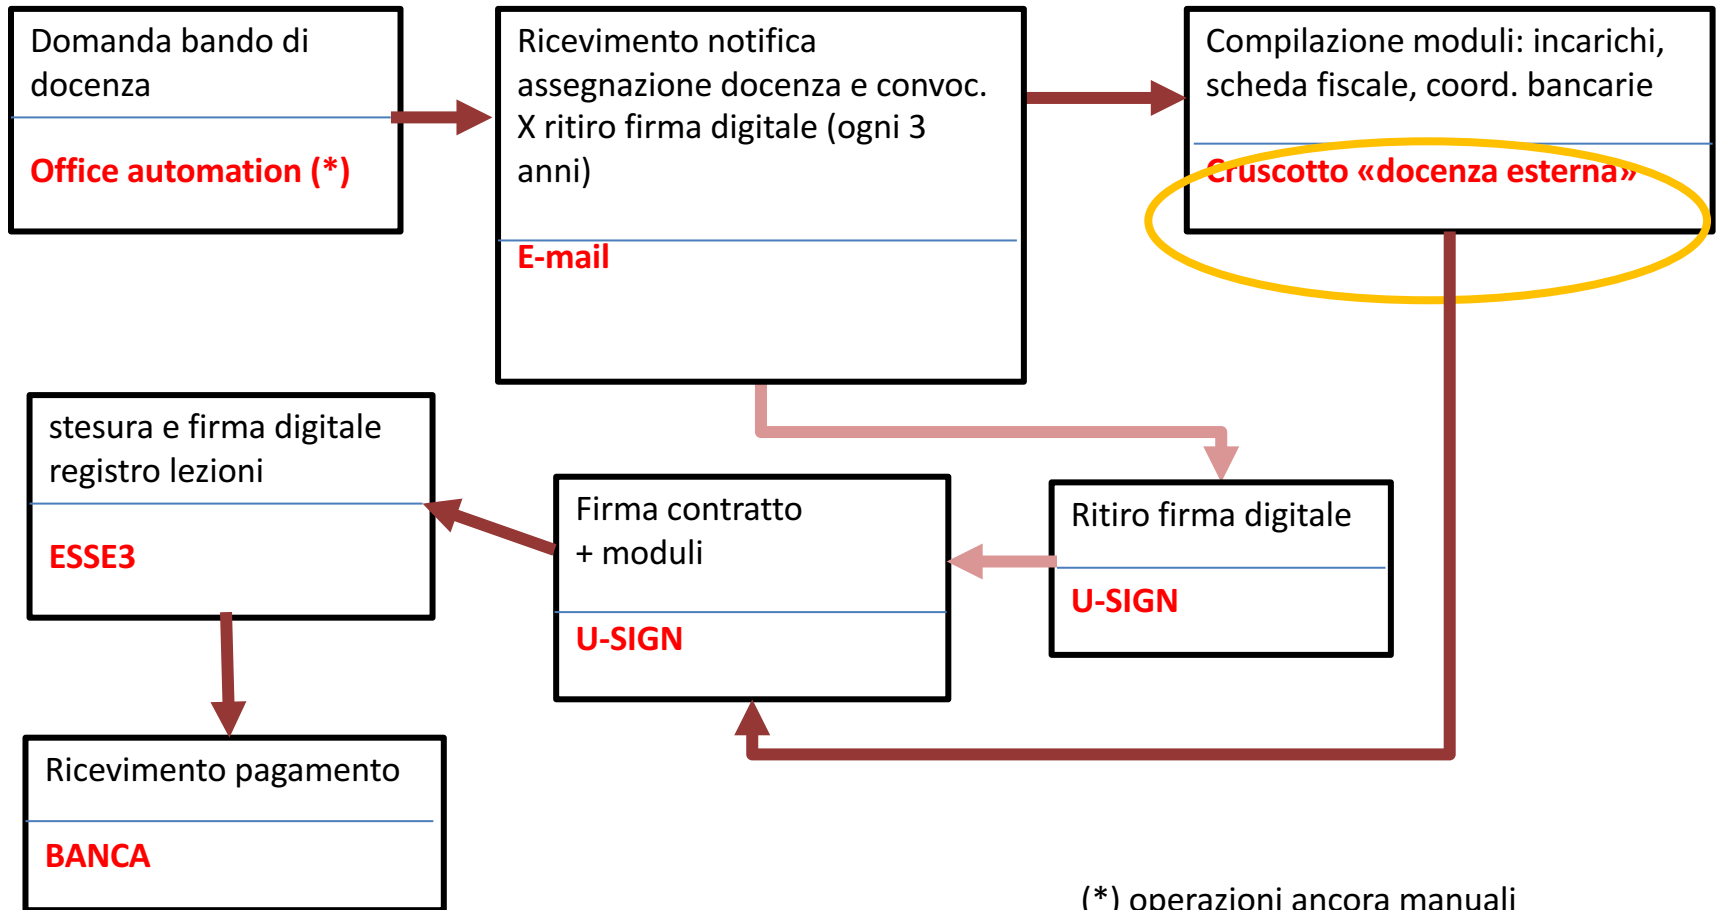 Domanda bando di
docenza
Office automation (*)
Ricevimento notifica
assegnazione docenza e convoc.
X ritiro firma digitale (ogni 3
anni)
E-mail
Compilazione moduli: incarichi,
scheda fiscale, coord. bancarie
Cruscotto «docenza esterna»
stesura e firma digitale
registro lezioni
ESSE3
Firma contratto
+ moduli
U-SIGN
Ritiro firma digitale
U-SIGN
Ricevimento pagamento
BANCA
(*) operazioni ancora manuali